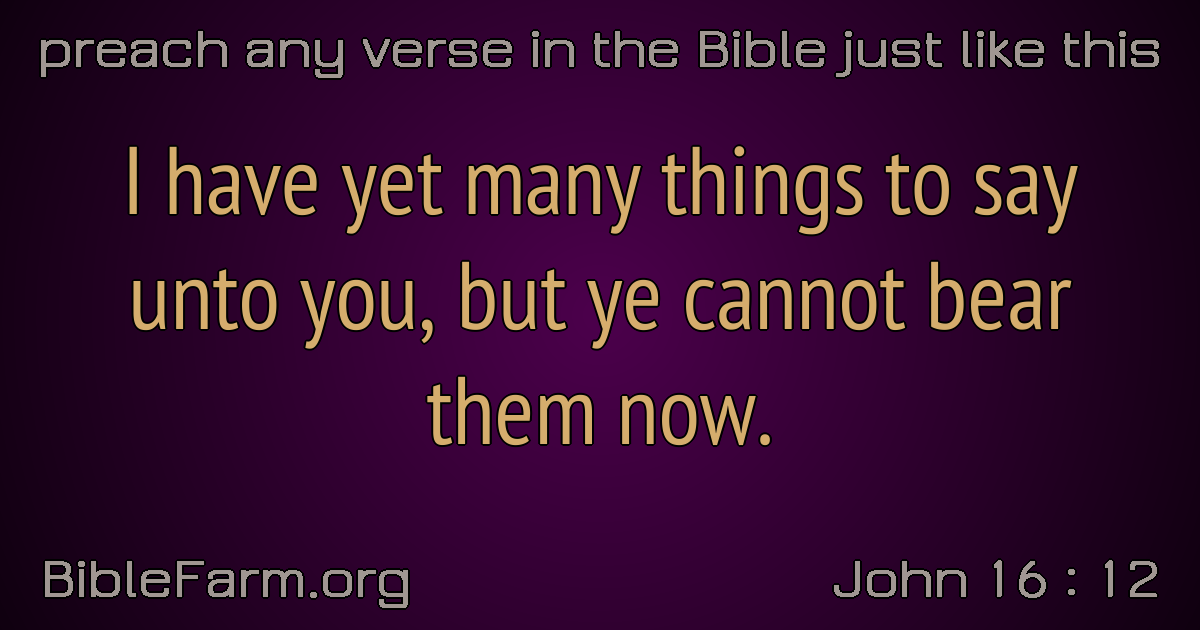 preach any verse in the Bible just like this
I have yet many things to say
unto you, but ye cannot bear
them now.
BibleFarm.org
John 16 : 12